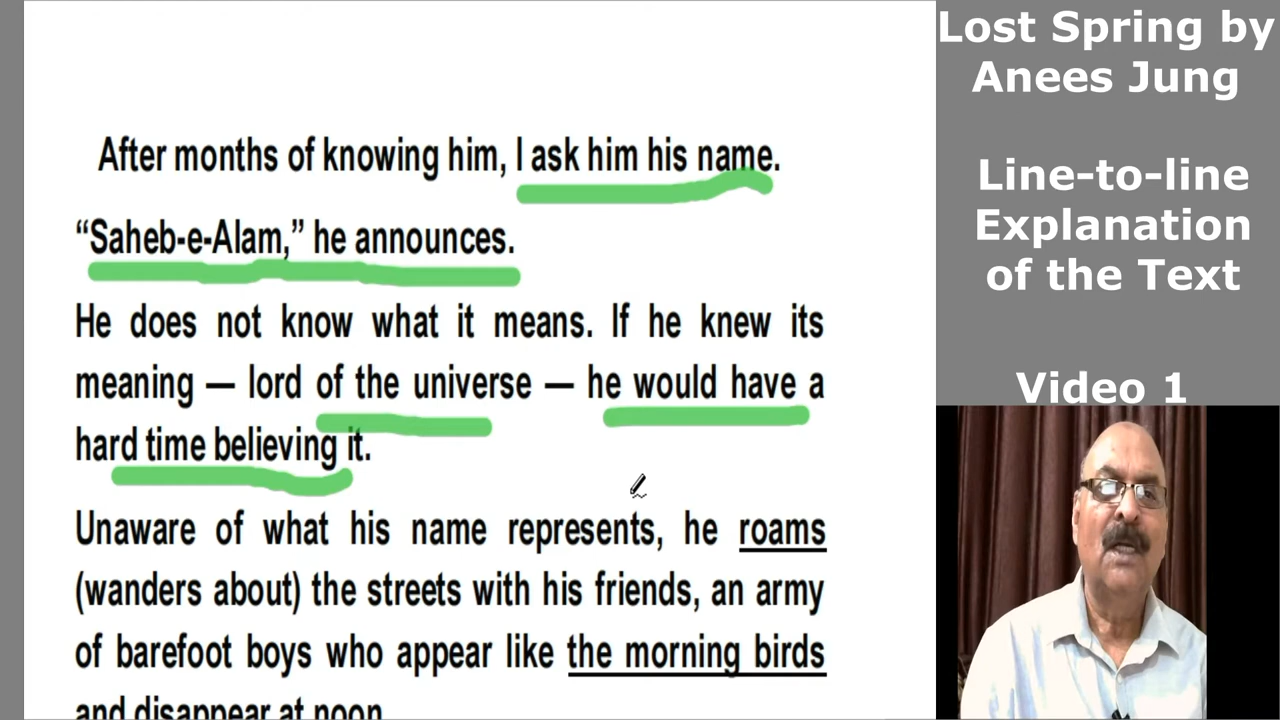 After months of knowing him, I ask him his name.
“Saheb-e-Alam,” he announces.
He does not know what it means. If he knew its
meaning — lord of the universe — he would have a
hard time believing it.
Unaware of what his name represents, he roams
(wanders about) the streets with his friends, an army
of barefoot boys who appear like the morning birds
and disappear at noon.
Lost Spring by
Anees Jung
Line-to-line
Explanation
of the Text
Video 1